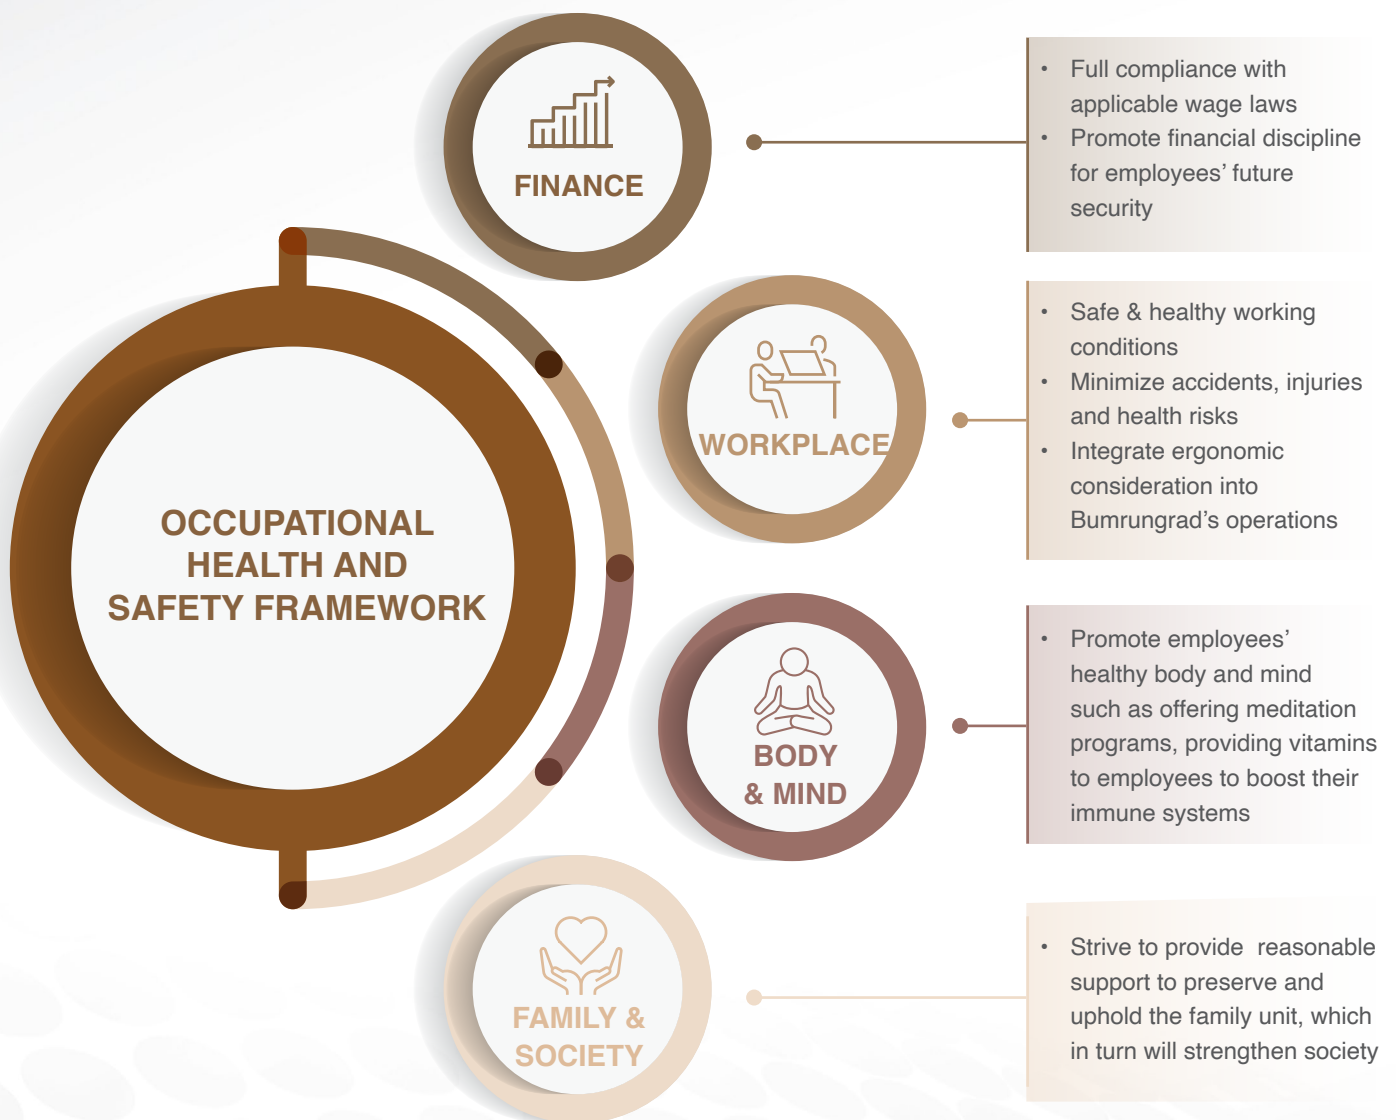 OCCUPATIONAL
HEALTH AND
SAFETY FRAMEWORK
FINANCE
• Full compliance with
applicable wage laws
• Promote financial discipline
for employees’ future
security
WORKPLACE
• Safe & healthy working
conditions
• Minimize accidents, injuries
and health risks
• Integrate ergonomic
consideration into
Bumrungrad’s operations
BODY
& MIND
• Promote employees’
healthy body and mind
such as offering meditation
programs, providing vitamins
to employees to boost their
immune systems
FAMILY &
SOCIETY
• Strive to provide reasonable
support to preserve and
uphold the family unit, which
in turn will strengthen society